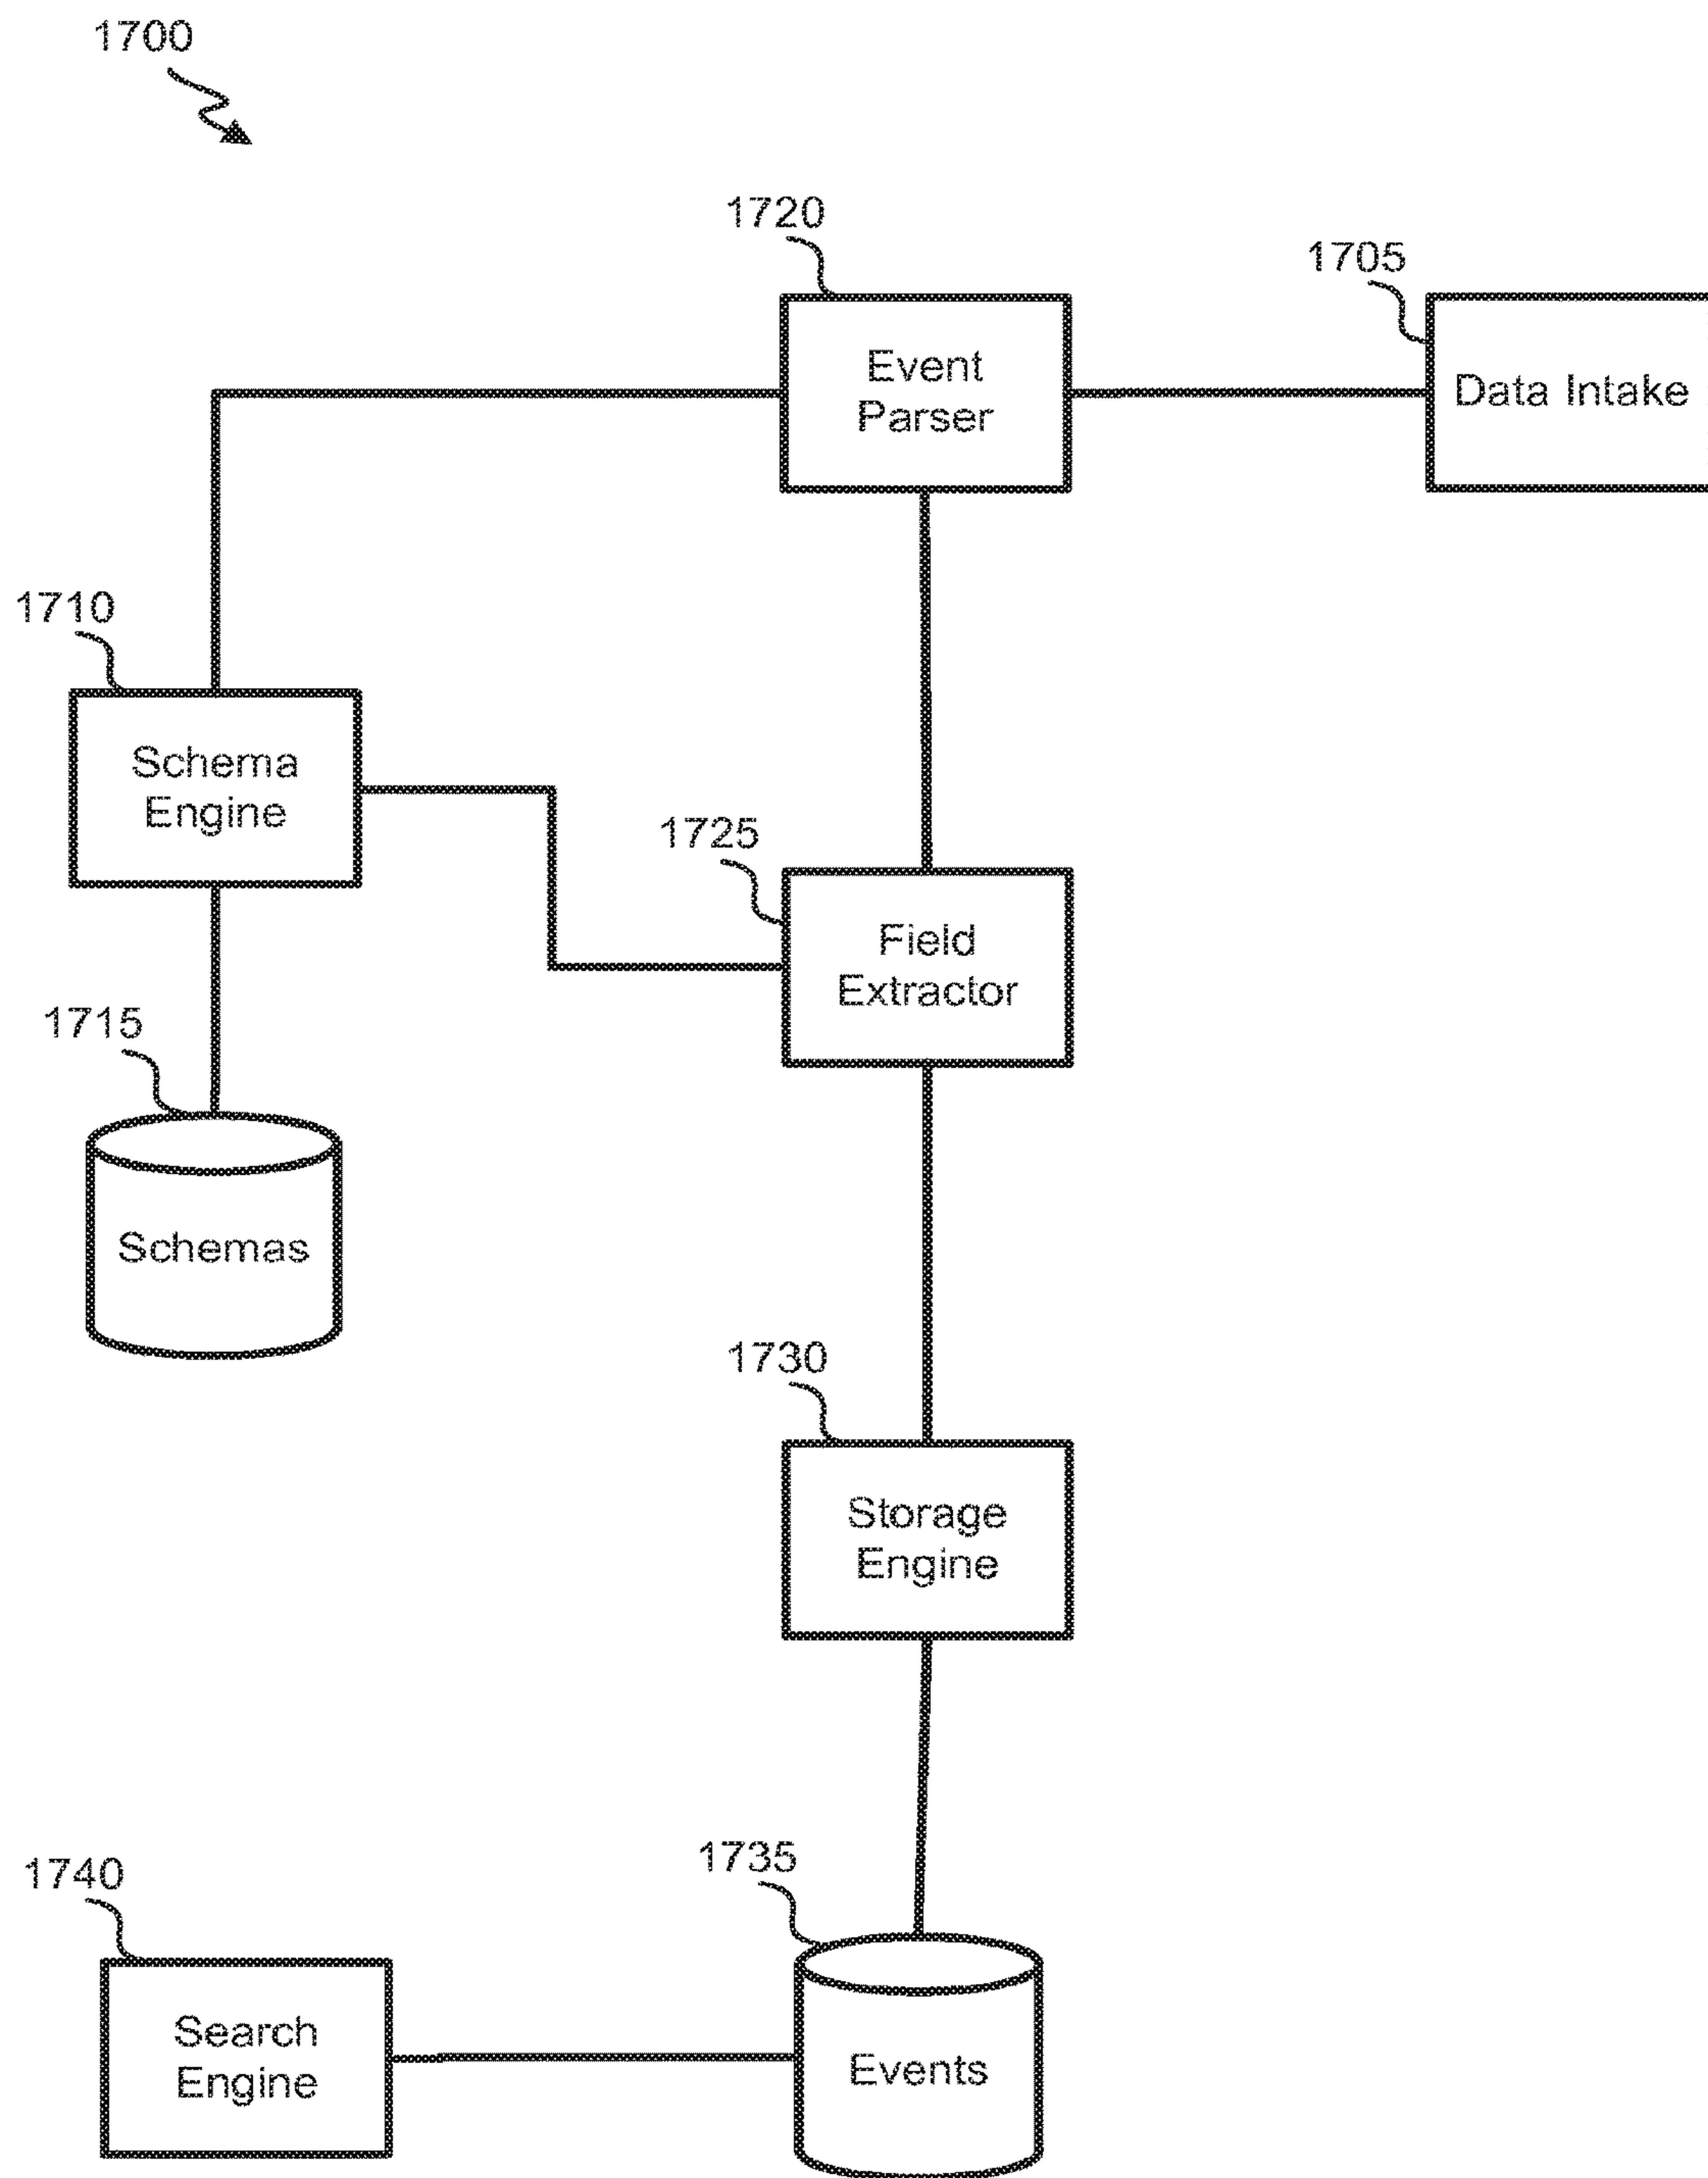 1700
1720
1705
Event
Parser
Data Intake
1710
Schema
Engine
1725
Field
Extractor
1715
Schemas
1730
Storage
Engine
1740
1735
Search
Engine
Events